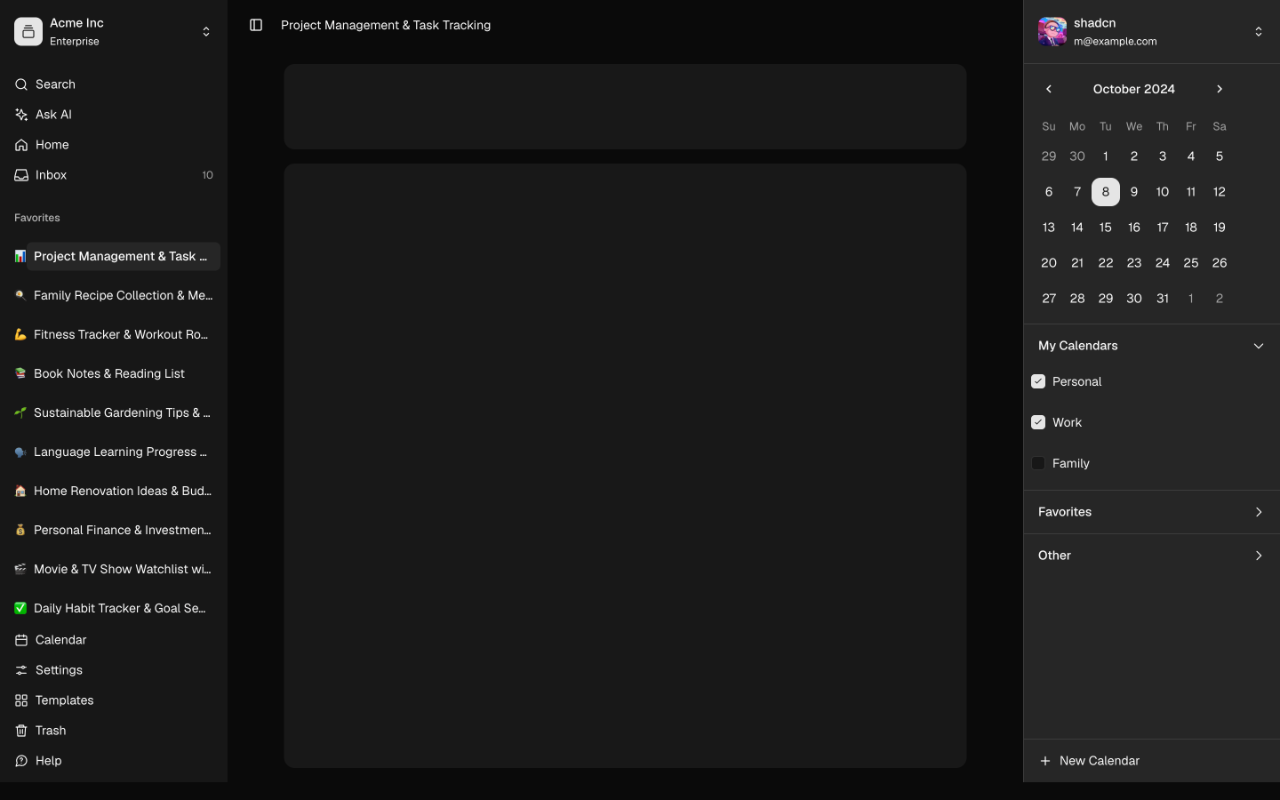 Acme Inc
Enterprise
Search
Ask AI
Home
Inbox 10
Favorites
Project Management & Task ...
Family Recipe Collection & Me...
Fitness Tracker & Workout Ro...
Book Notes & Reading List
Sustainable Gardening Tips & ...
Language Learning Progress ...
Home Renovation Ideas & Bud...
Personal Finance & Investmen...
Movie & TV Show Watchlist wi...
Daily Habit Tracker & Goal Se...
Calendar
Settings
Templates
Trash
Help
Project Management & Task Tracking
shadcn
m@example.com
October 2024
Su Mo Tu We Th Fr Sa
29 30 1 2 3 4 5
6 7 8 9 10 11 12
13 14 15 16 17 18 19
20 21 22 23 24 25 26
27 28 29 30 31 1 2
My Calendars
Personal
Work
Family
Favorites
Other
New Calendar